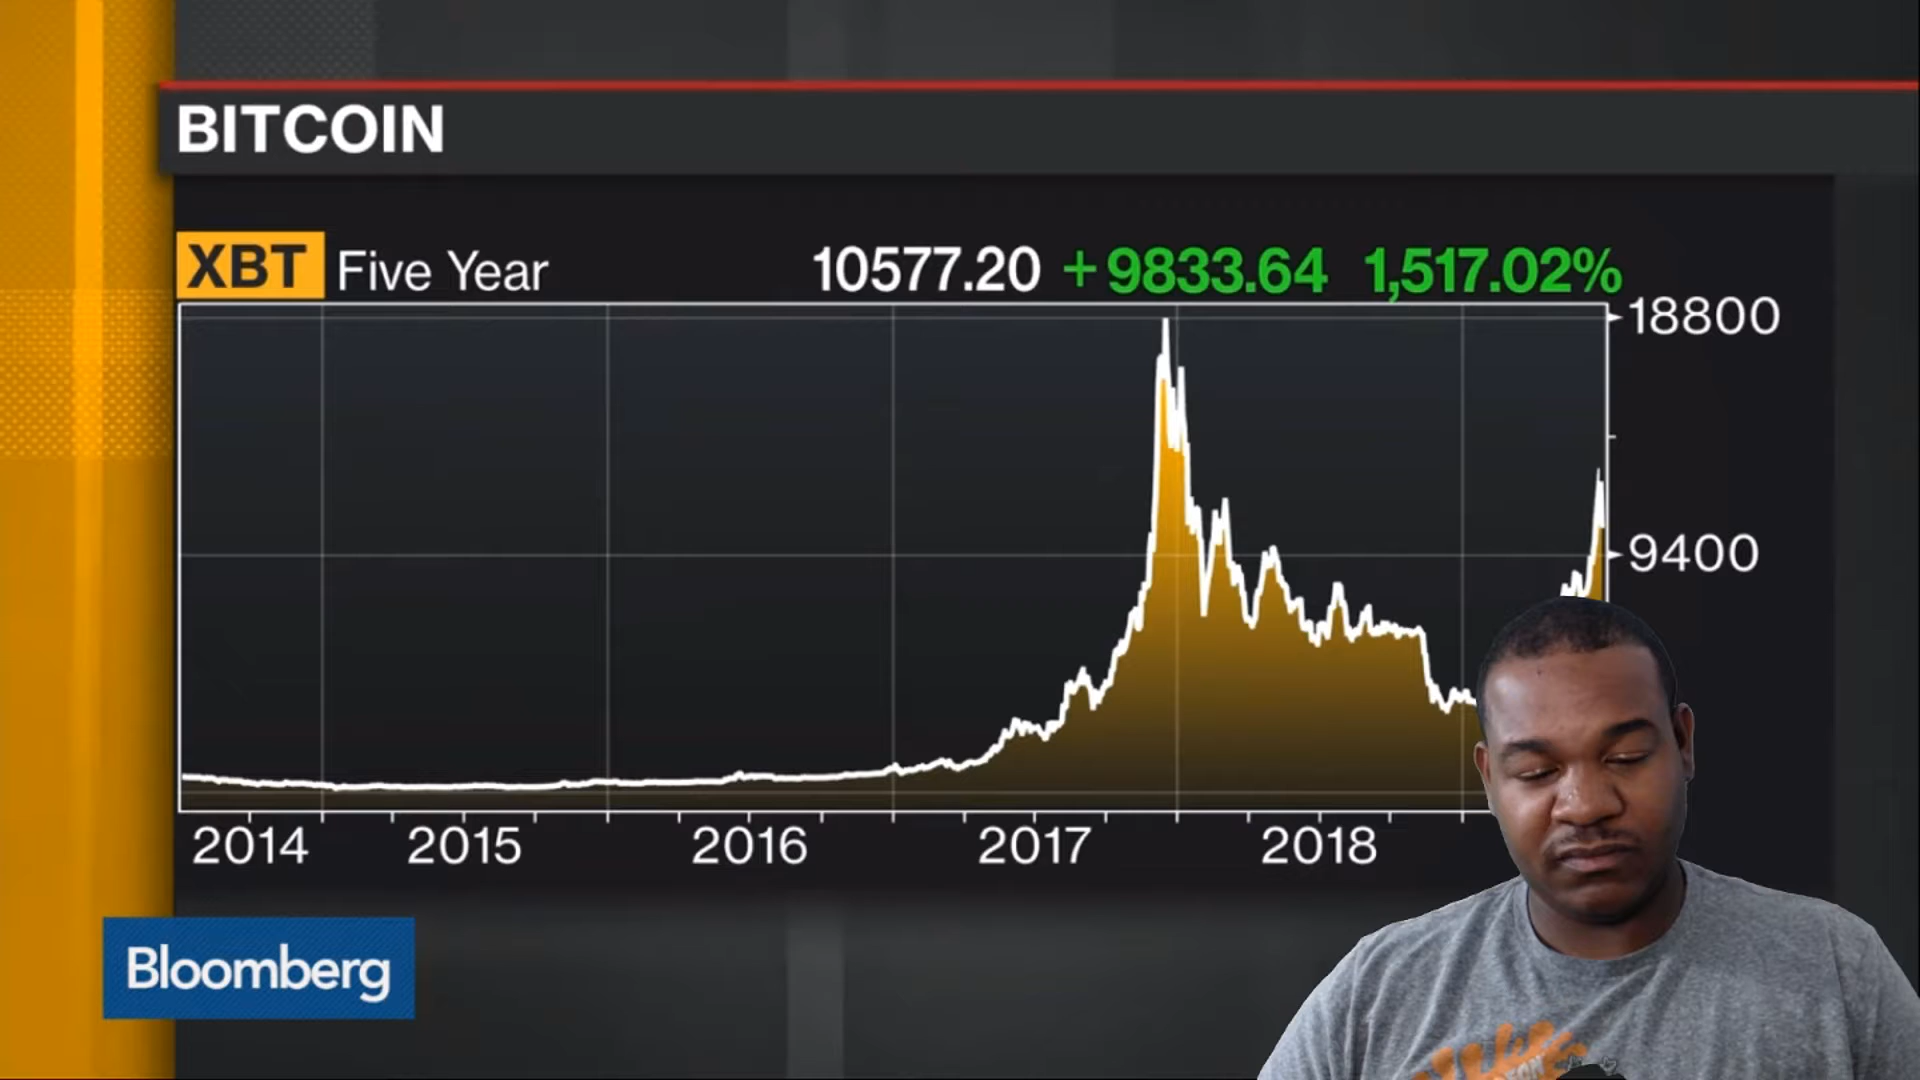 BITCOIN
XBT Five Year 10577.20 +9833.64 1,517.02%
18800
9400
2014 2015 2016 2017 2018
Bloomberg